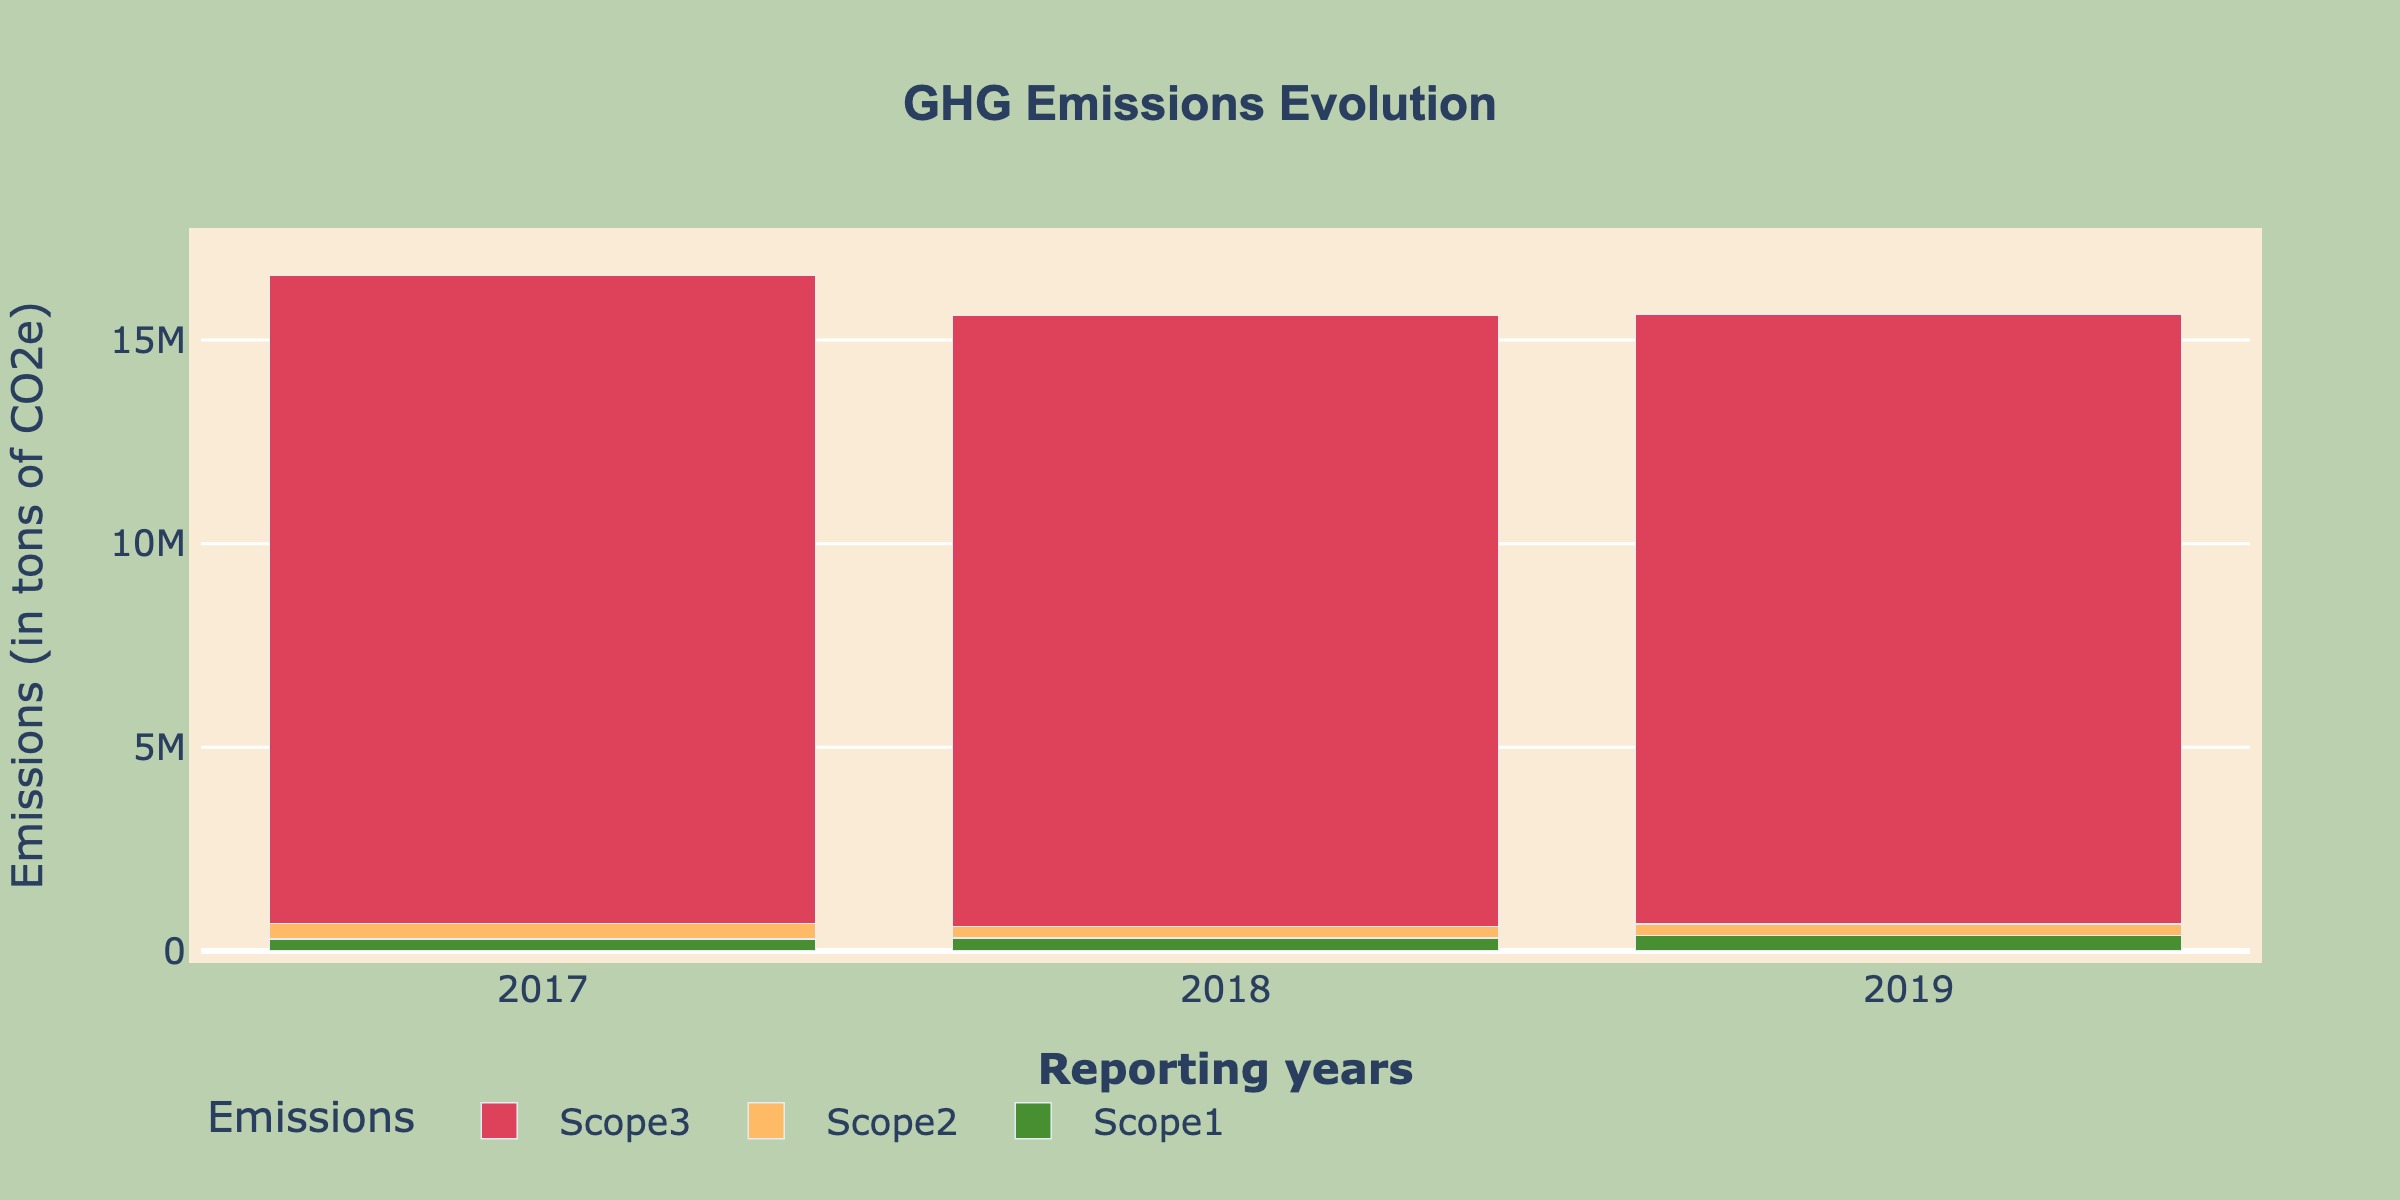 GHG Emissions Evolution
Emissions (in tons of CO2e)
15M
10M
5M
0
2017
2018
2019
Reporting years
Emissions
Scope3
Scope2
Scope1